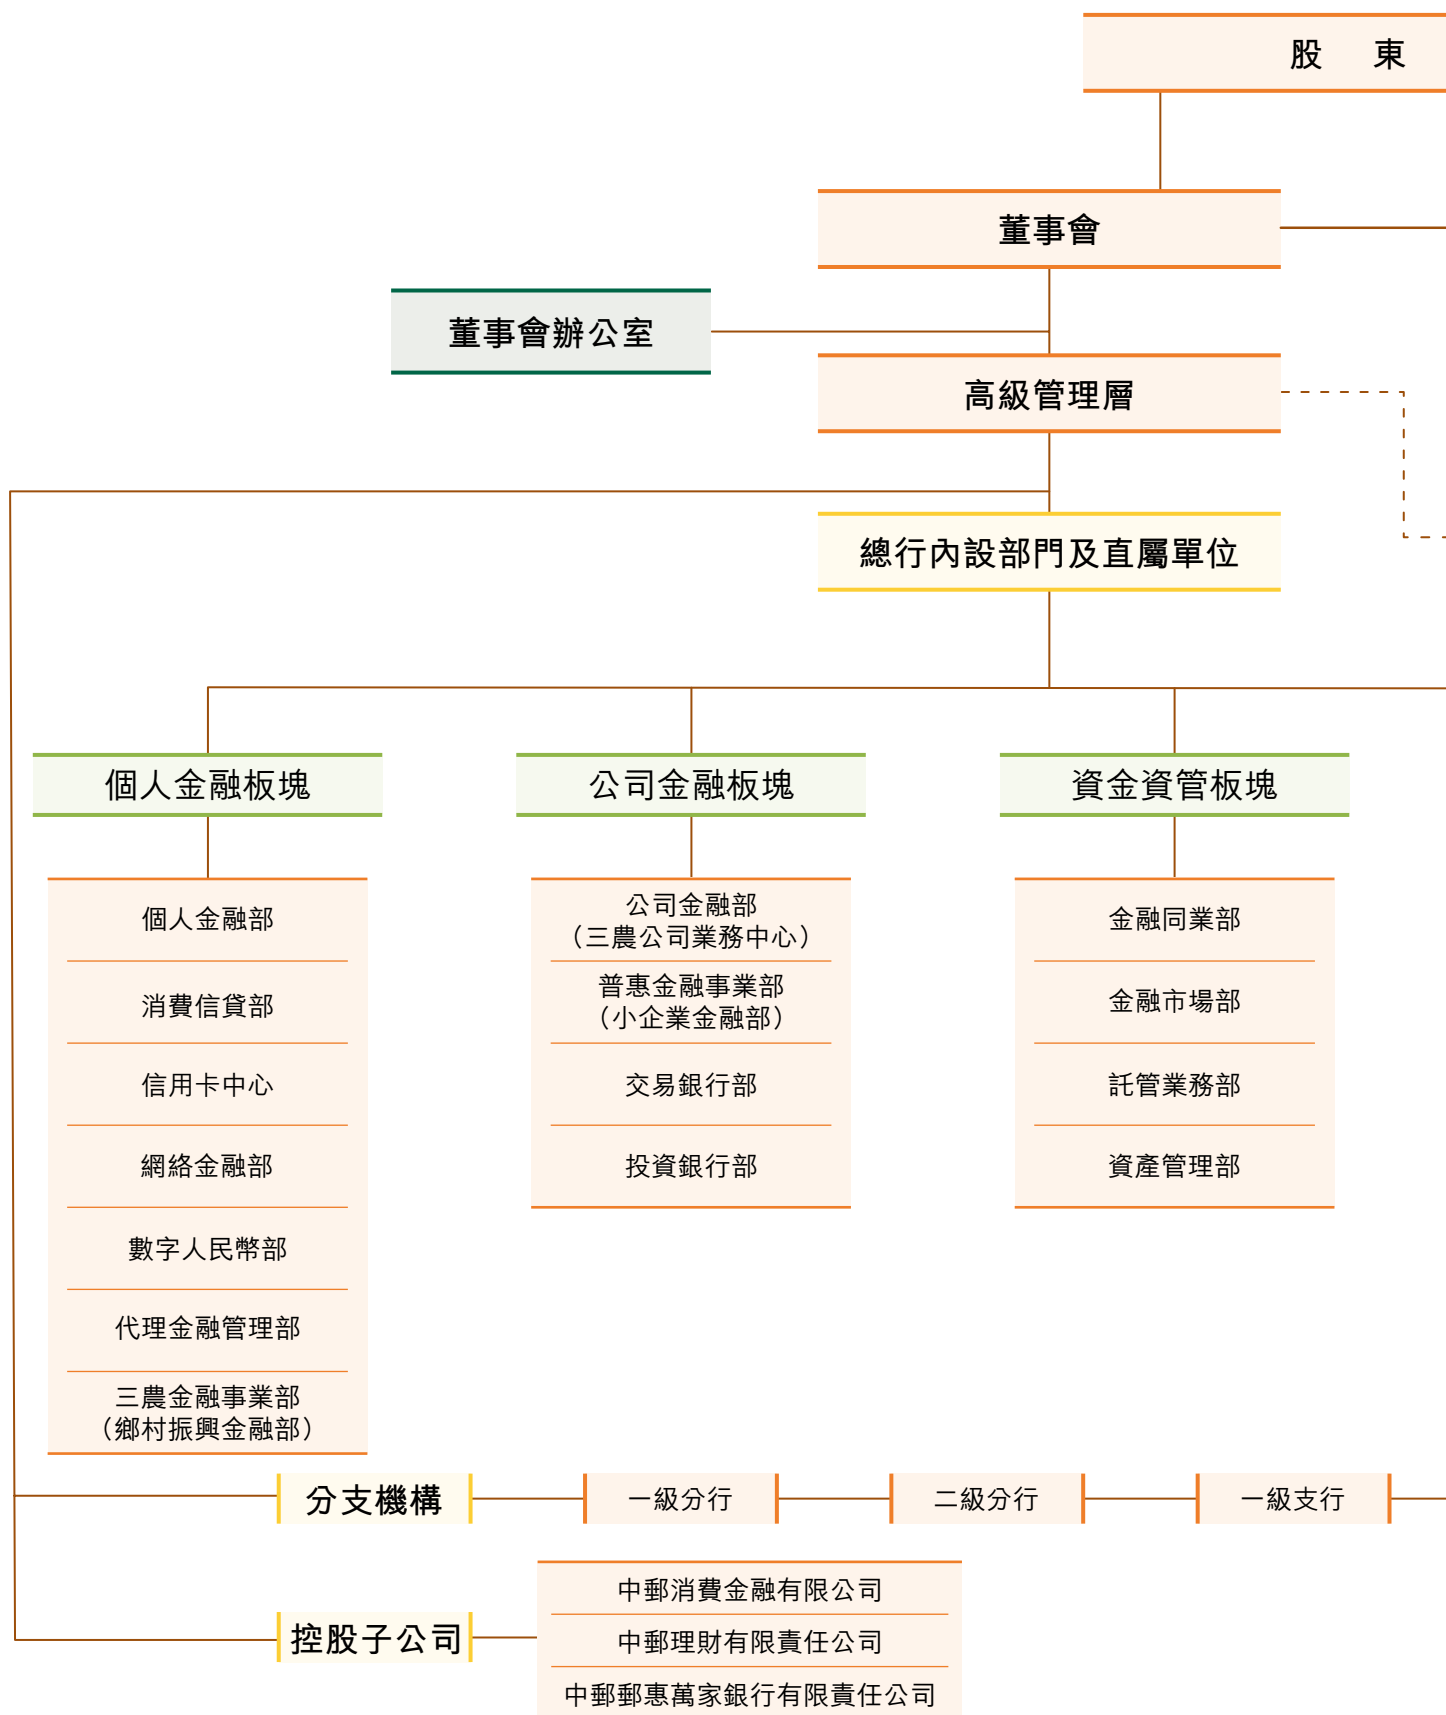 股 東
董事會
董事會辦公室
高級管理層
總行內設部門及直屬單位
個人金融板塊
個人金融部
消費信貸部
信用卡中心
網絡金融部
數字人民幣部
代理金融管理部
三農金融事業部
（鄉村振興金融部）
公司金融板塊
公司金融部
（三農公司業務中心）
普惠金融事業部
（小企業金融部）
交易銀行部
投資銀行部
資金資管板塊
金融同業部
金融市場部
託管業務部
資產管理部
分支機構
一級分行
二級分行
一級支行
控股子公司
中郵消費金融有限公司
中郵理財有限責任公司
中郵郵惠萬家銀行有限責任公司